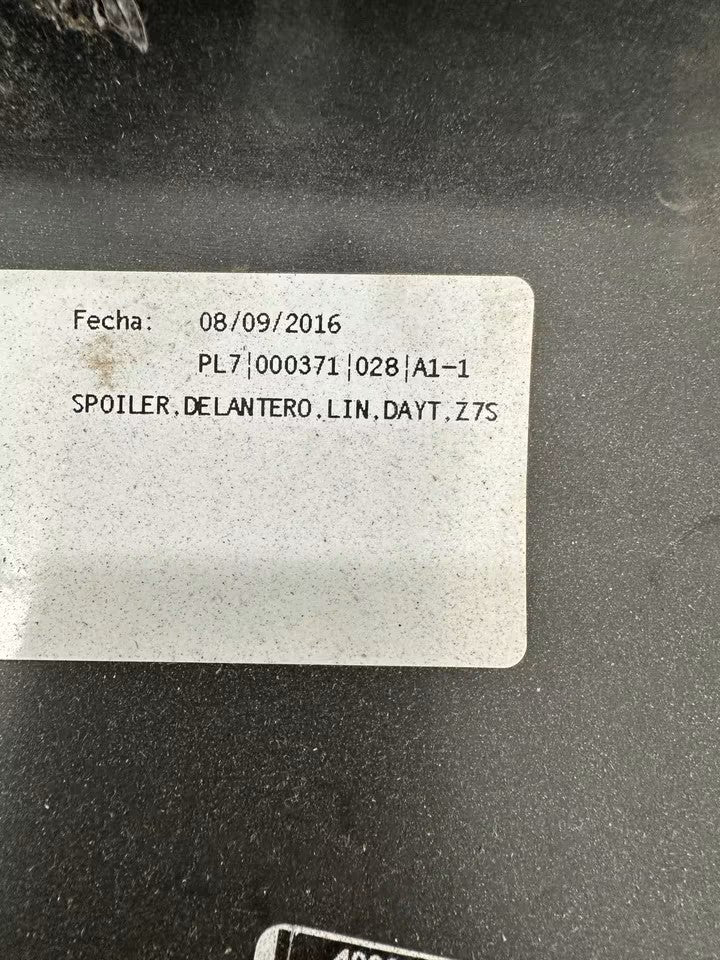 Fecha: 08/09/2016
PL7|000371|028|A1-1
SPOILER,DELANTERO,LIN,DAYT,Z7S